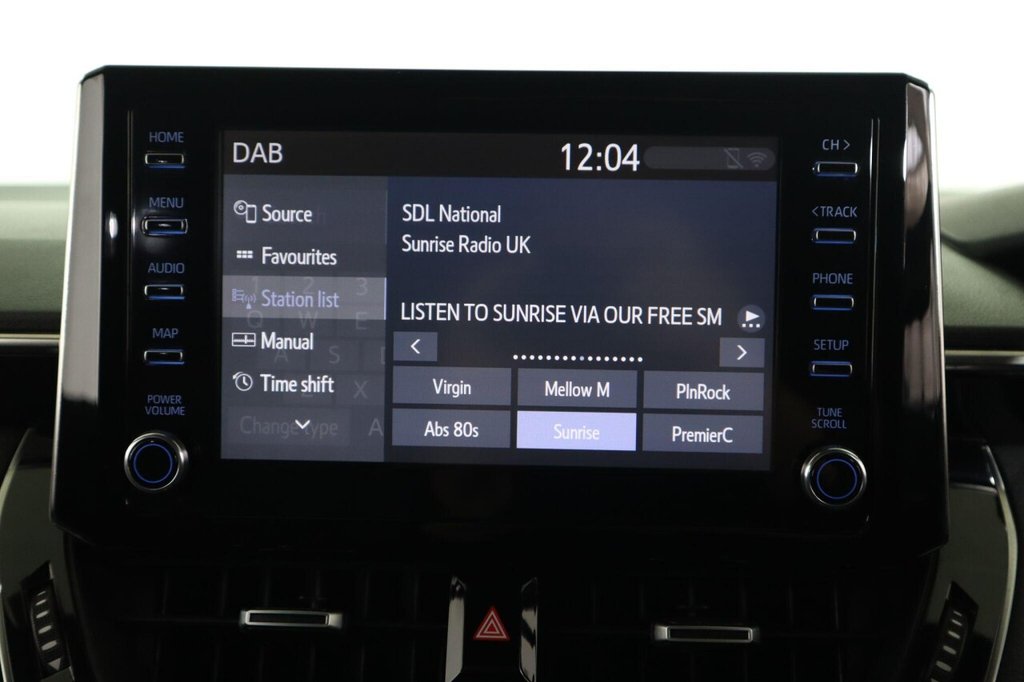 HOME
MENU
AUDIO
MAP
POWER
VOLUME
DAB
12:04
Source
Favourites
Station list
Manual
Time shift
Change type
SDL National
Sunrise Radio UK
LISTEN TO SUNRISE VIA OUR FREE SM
< >
Virgin Mellow M PlnRock
Abs 80s Sunrise PremierC
CH >
< TRACK
PHONE
SETUP
TUNE
SCROLL